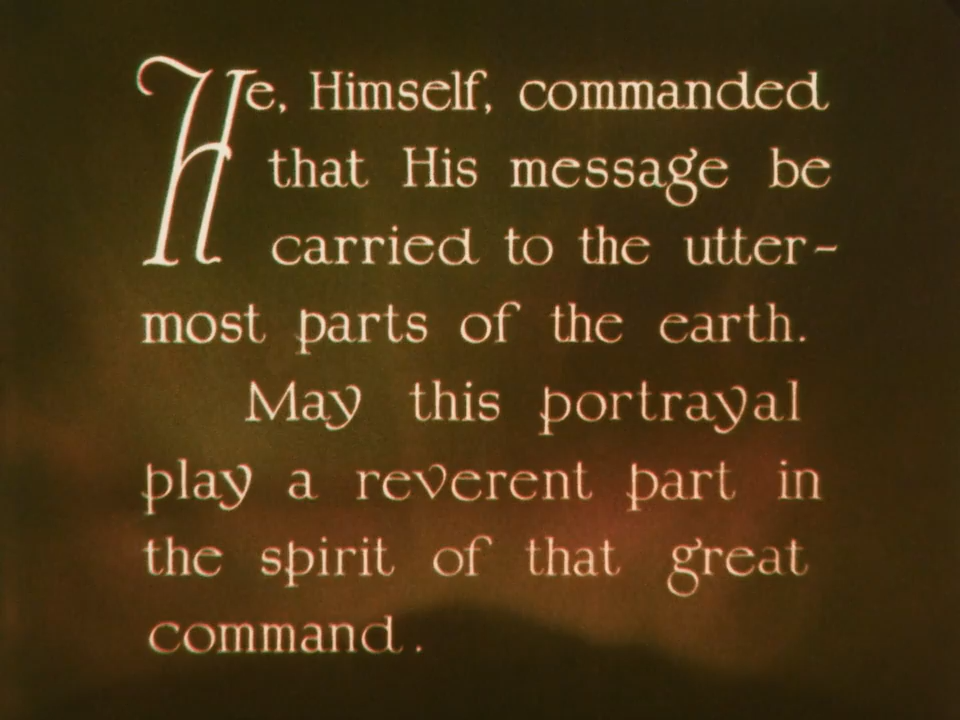 He, Himself, commanded
that His message be
carried to the utter-
most parts of the earth.
May this portrayal
play a reverent part in
the spirit of that great
command.